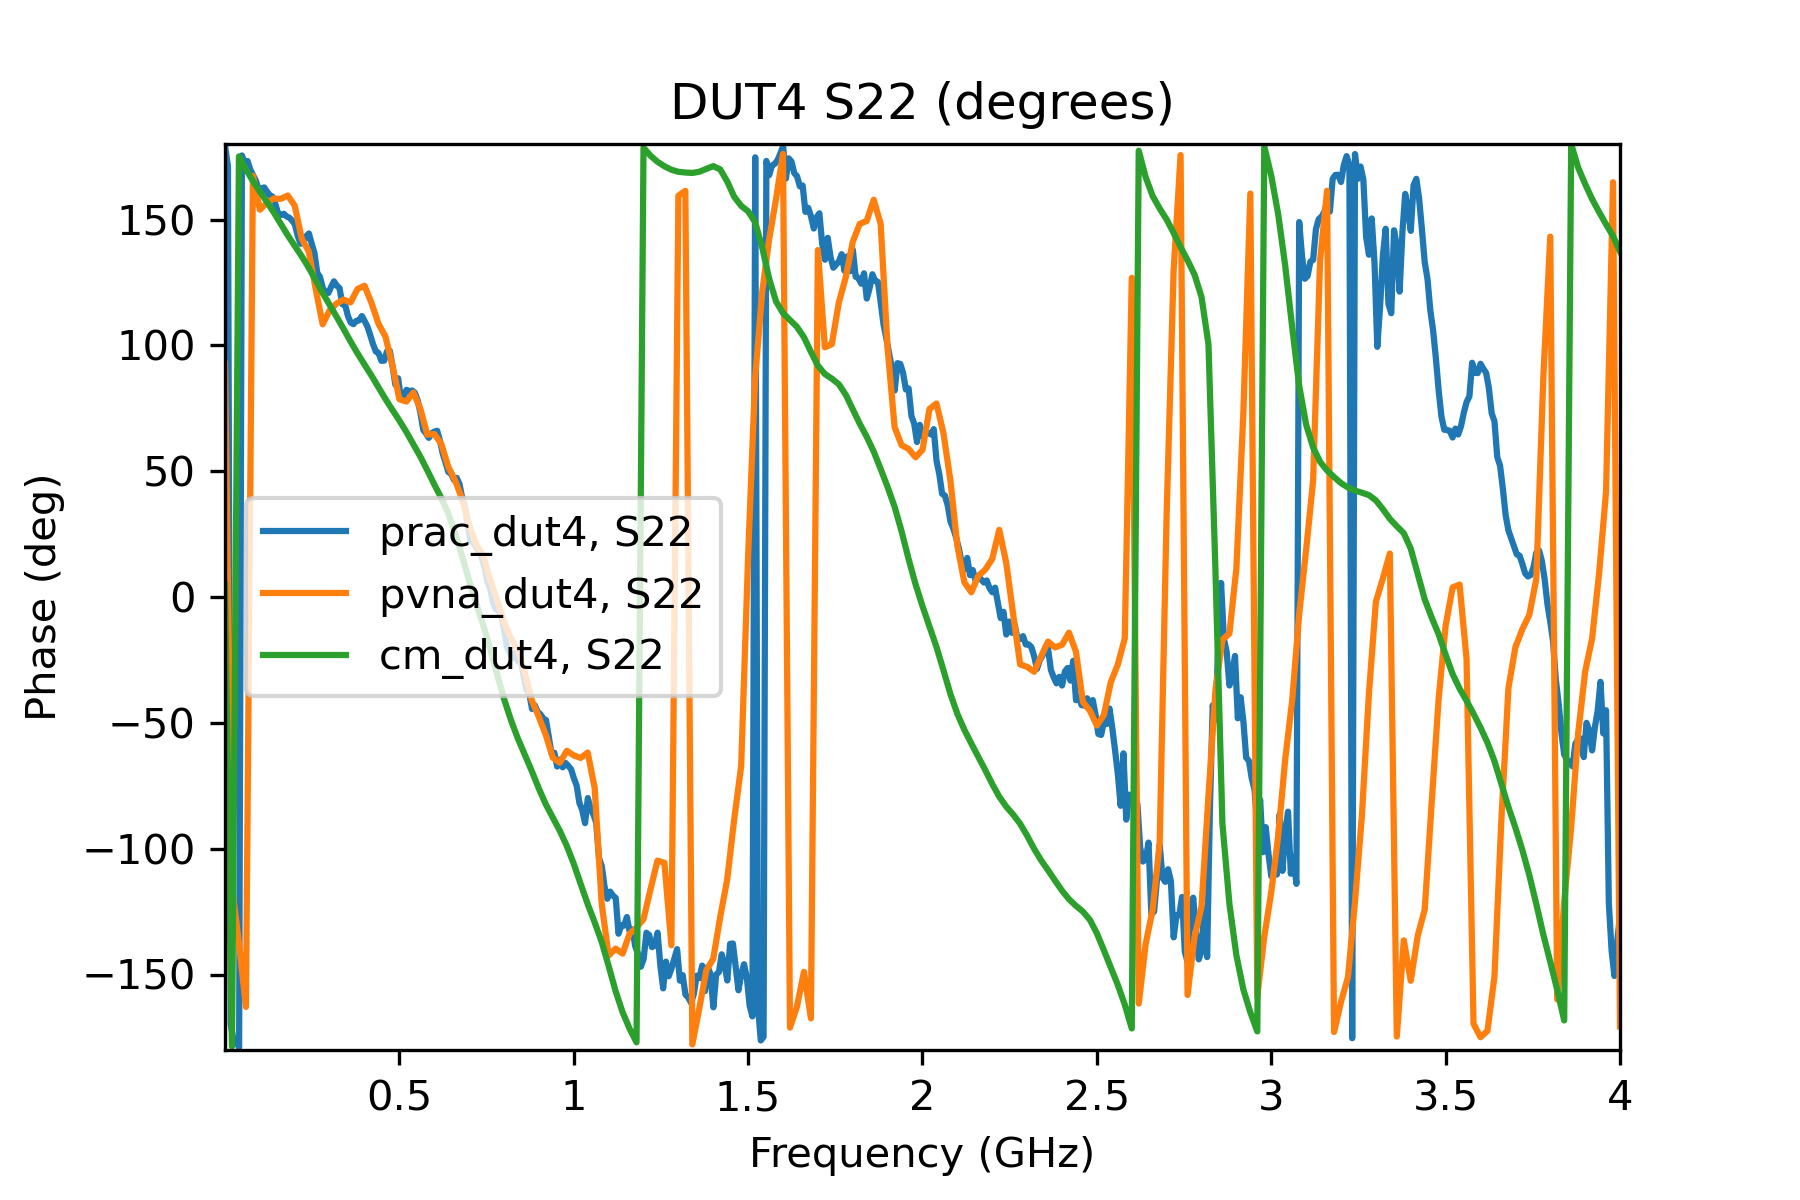 DUT4 S22 (degrees)
Phase (deg)
150
100
50
0
−50
−100
−150
prac_dut4, S22
pvna_dut4, S22
cm_dut4, S22
0.5 1 1.5 2 2.5 3 3.5 4
Frequency (GHz)